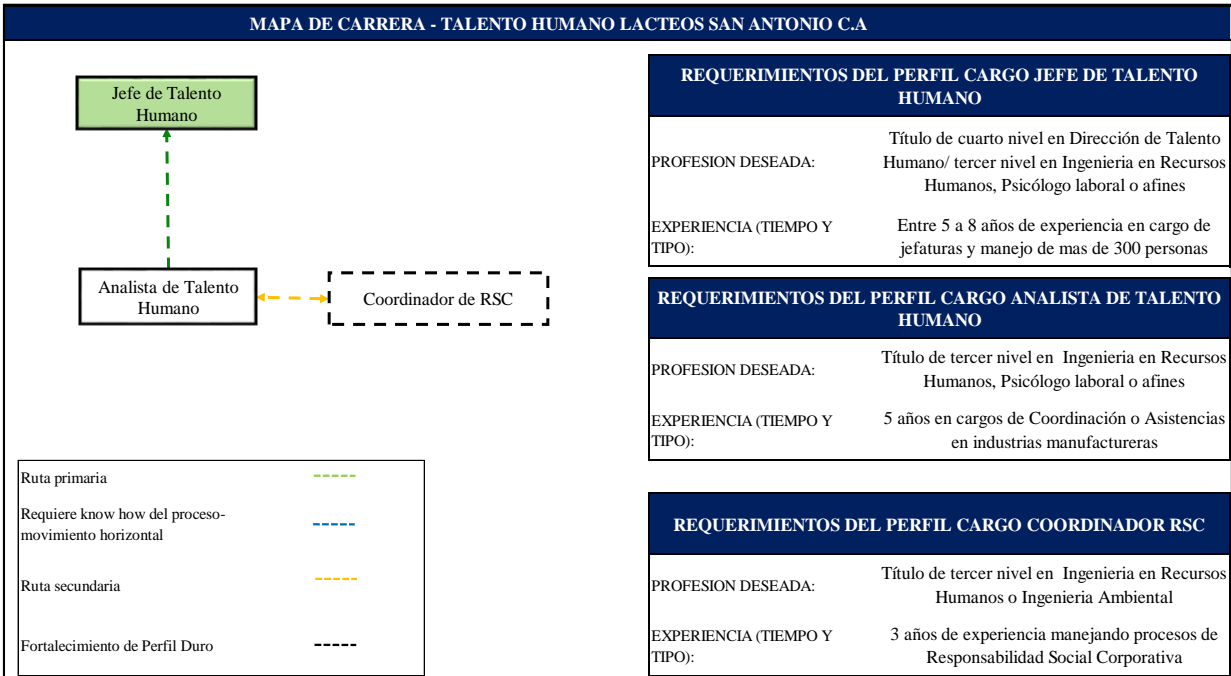 MAPA DE CARRERA - TALENTO HUMANO LACTEOS SAN ANTONIO C.A
Jefe de Talento
Humano
Analista de Talento
Humano
Coordinador de RSC
Ruta primaria
Requiere know how del proceso-
movimiento horizontal
Ruta secundaria
Fortalecimiento de Perfil Duro
REQUERIMIENTOS DEL PERFIL CARGO JEFE DE TALENTO
HUMANO
PROFESION DESEADA:
Título de cuarto nivel en Dirección de Talento
Humano/ tercer nivel en Ingenieria en Recursos
Humanos, Psicólogo laboral o afines
EXPERIENCIA (TIEMPO Y
TIPO):
Entre 5 a 8 años de experiencia en cargo de
jefaturas y manejo de mas de 300 personas
REQUERIMIENTOS DEL PERFIL CARGO ANALISTA DE TALENTO
HUMANO
PROFESION DESEADA:
Título de tercer nivel en  Ingenieria en Recursos
Humanos, Psicólogo laboral o afines
EXPERIENCIA (TIEMPO Y
TIPO):
5 años en cargos de Coordinación o Asistencias
en industrias manufactureras
REQUERIMIENTOS DEL PERFIL CARGO COORDINADOR RSC
PROFESION DESEADA:
Título de tercer nivel en  Ingenieria en Recursos
Humanos o Ingenieria Ambiental
EXPERIENCIA (TIEMPO Y
TIPO):
3 años de experiencia manejando procesos de
Responsabilidad Social Corporativa